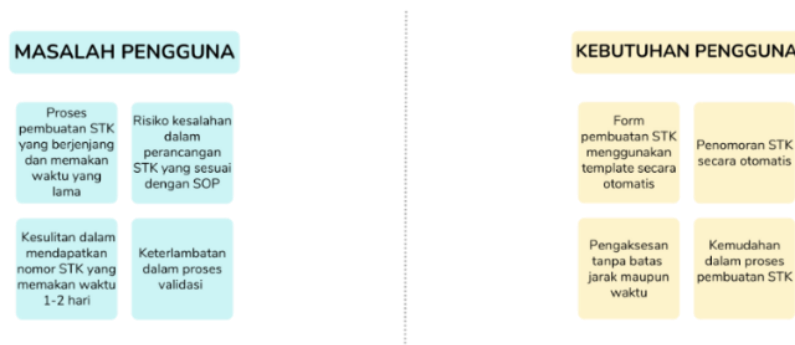 MASALAH PENGGUNA
Proses
pembuatan STK
yang berjenjang
dan memakan
waktu yang
lama
Risiko kesalahan
dalam
perancangan
STK yang sesuai
dengan SOP
Kesulitan dalam
mendapatkan
nomor STK yang
memakan waktu
1-2 hari
Keterlambatan
dalam proses
validasi
KEBUTUHAN PENGGUNA
Form
pembuatan STK
menggunakan
template secara
otomatis
Penomoran STK
secara otomatis
Pengaksesan
tanpa batas
jarak maupun
waktu
Kemudahan
dalam proses
pembuatan STK